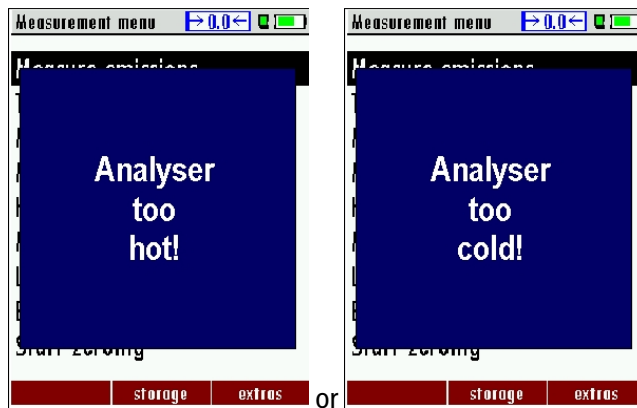 Measurement menu →0.0←
Measure emissions
Analyser
too
hot!
Start zeroing
storage extras
or
Measurement menu →0.0←
Measure emissions
Analyser
too
cold!
Start zeroing
storage extras